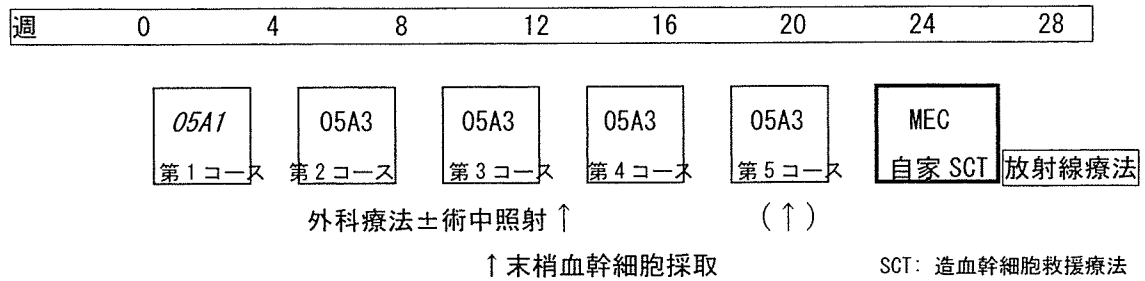 週 0 4 8 12 16 20 24 28
05A1 05A3 05A3 05A3 05A3 MEC
第1コース 第2コース 第3コース 第4コース 第5コース 自家 SCT 放射線療法
外科療法±術中照射 ↑ (↑)
↑末梢血幹細胞採取 SCT: 造血幹細胞救援療法